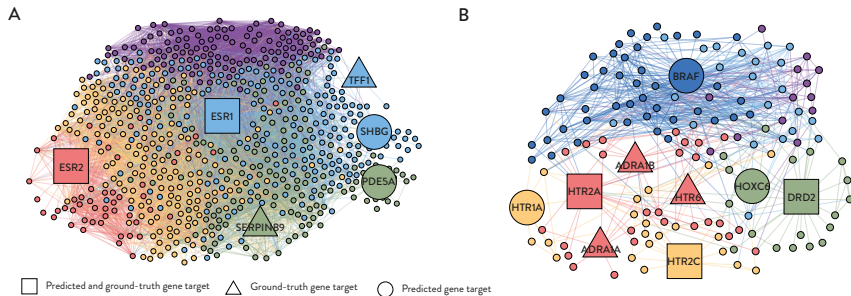 A
B
TFF1
BRAF
ESR1
SHBG
ESR2
PDE5A
SERPINB9
ADRA1B
HTR2A
HTR6
HOXC6
DRD2
HTR1A
ADRA1A
HTR2C
Predicted and ground-truth gene target
Ground-truth gene target
Predicted gene target